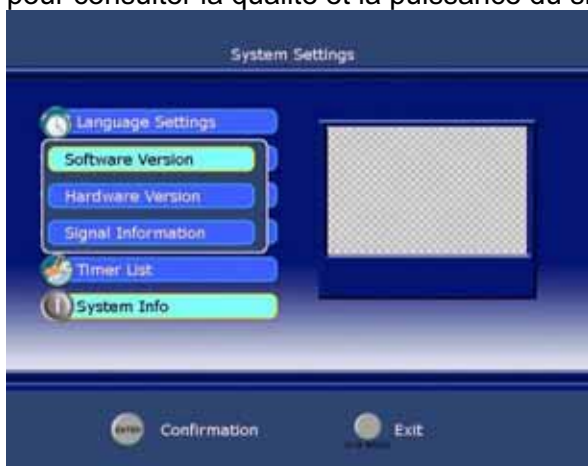 pour consulter la qualité et la puissance du
System Settings
Language Settings
Software Version
Hardware Version
Signal Information
Timer List
System Info
ENTER Confirmation
Exit